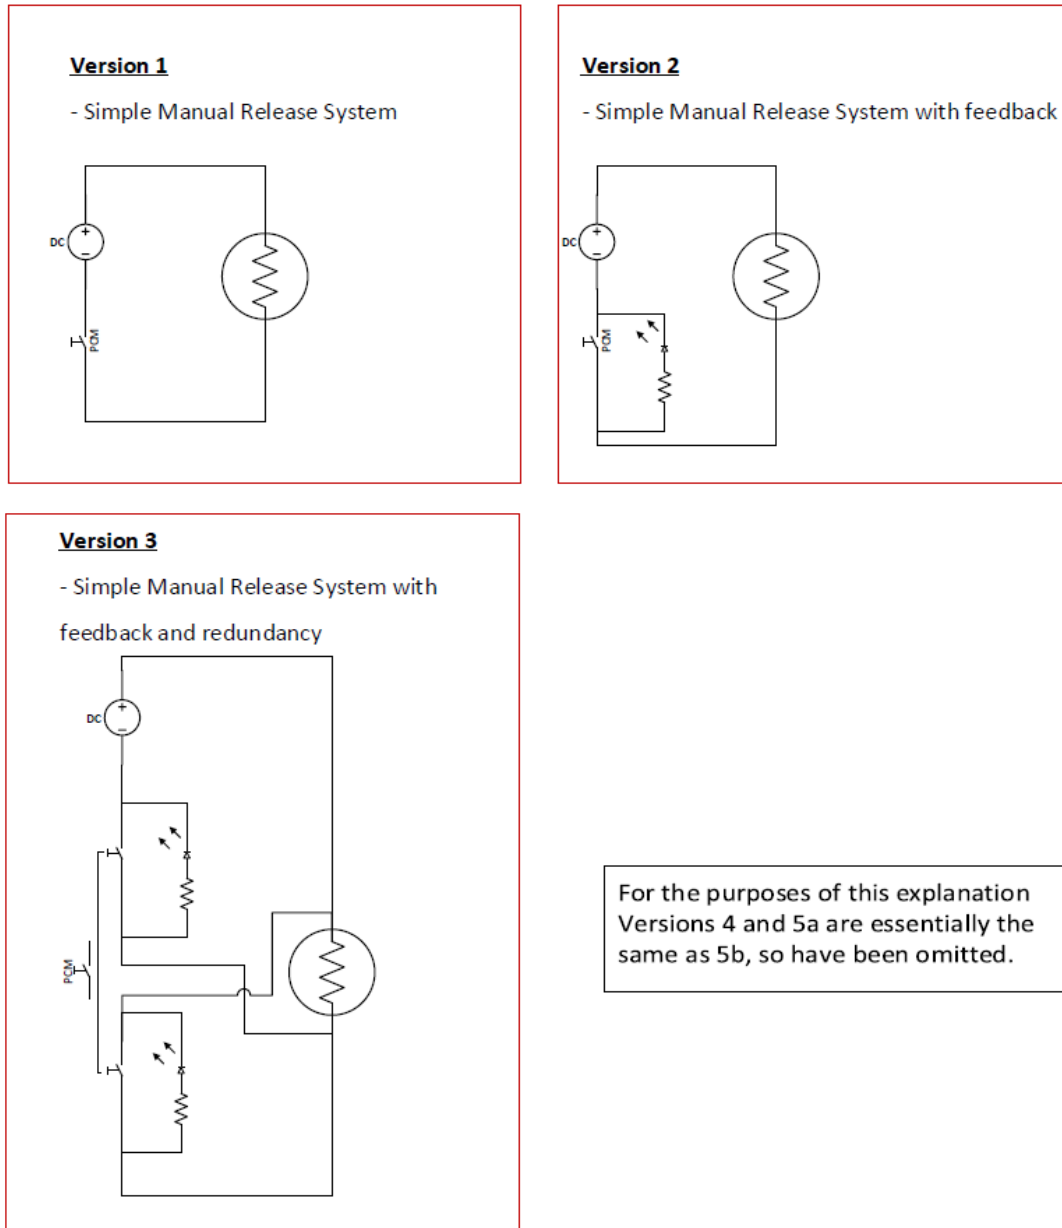 Version 1
- Simple Manual Release System
DC
+
−
PCM
Version 2
- Simple Manual Release System with feedback
DC
+
−
PCM
Version 3
- Simple Manual Release System with
feedback and redundancy
DC
+
−
PCM
For the purposes of this explanation
Versions 4 and 5a are essentially the
same as 5b, so have been omitted.